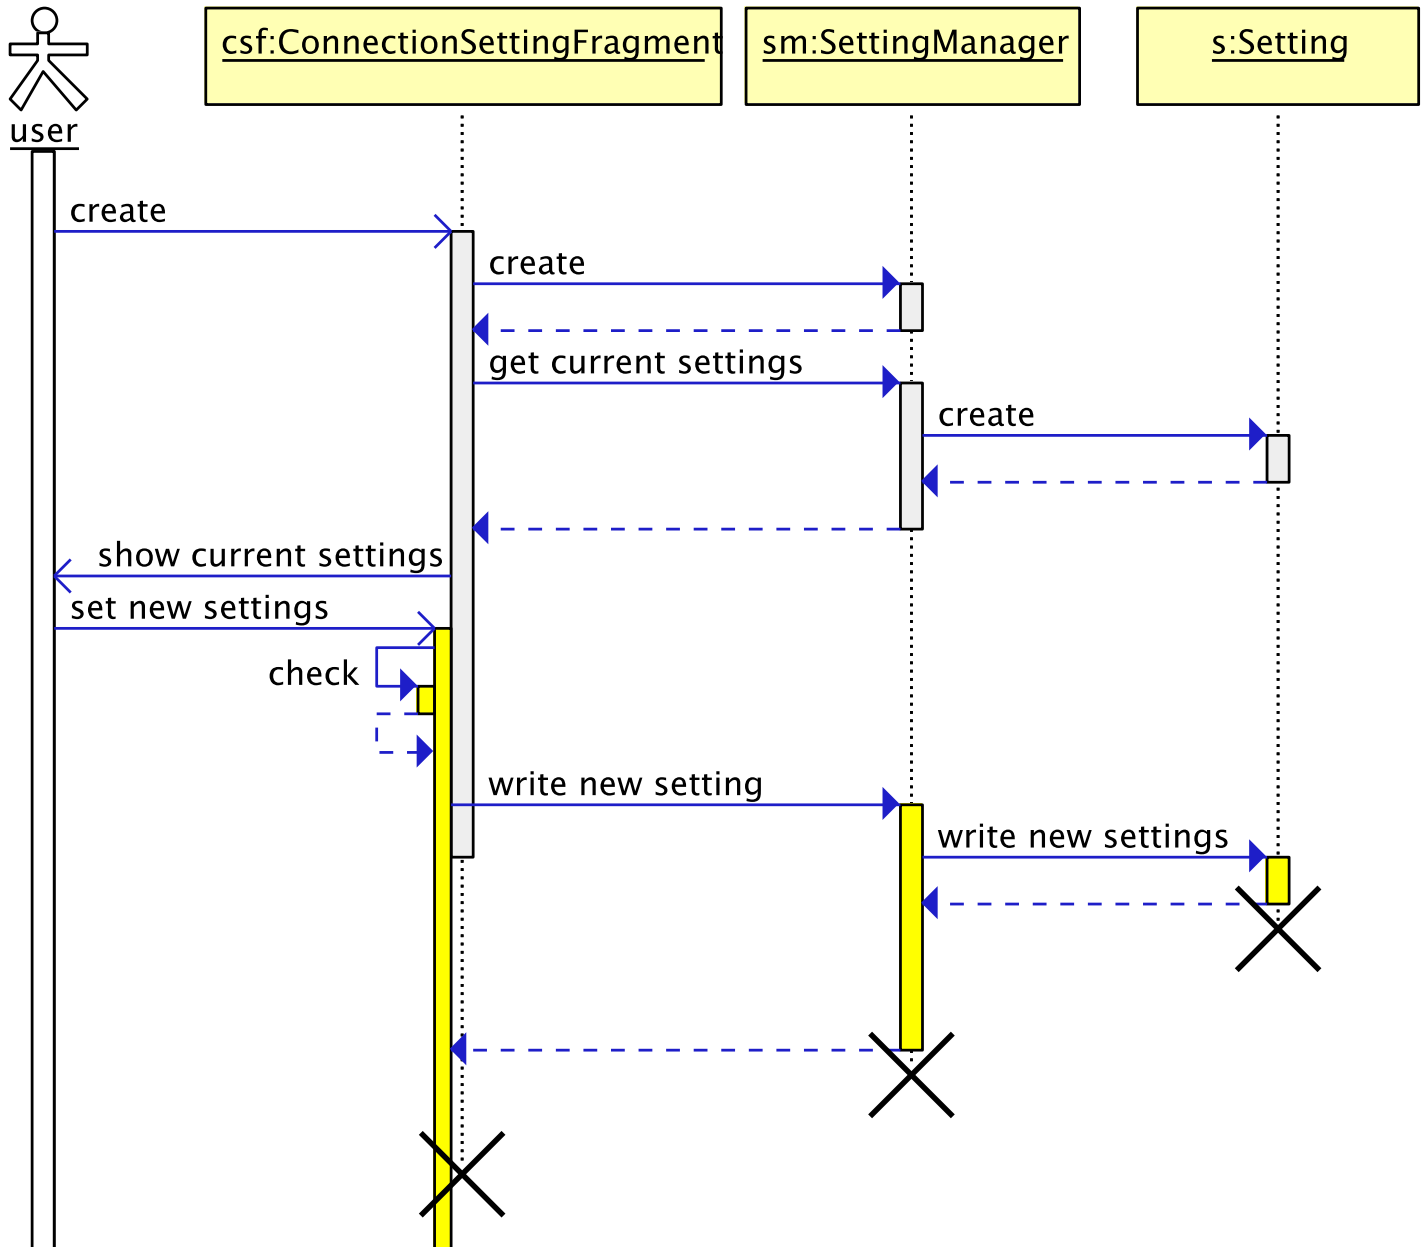 csf:ConnectionSettingFragment
sm:SettingManager
s:Setting
user
create
create
get current settings
create
show current settings
set new settings
check
write new setting
write new settings